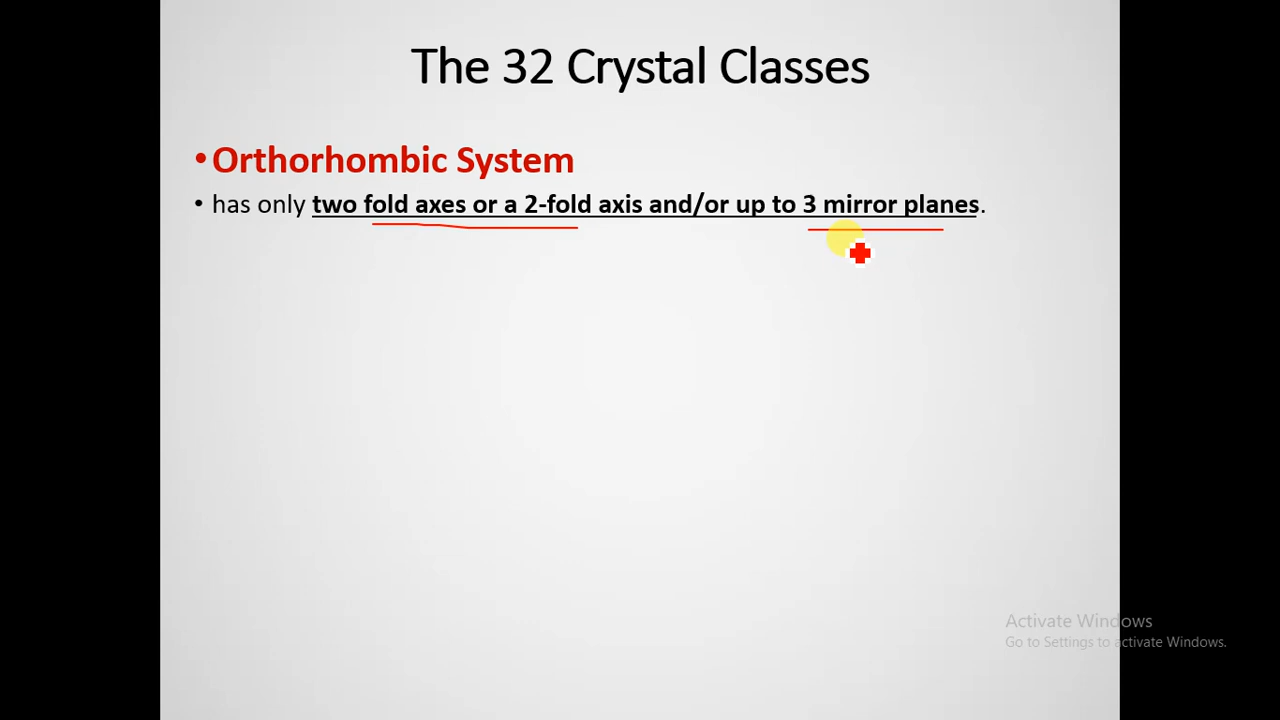 The 32 Crystal Classes
•Orthorhombic System
• has only two fold axes or a 2-fold axis and/or up to 3 mirror planes.
Activate Windows
Go to Settings to activate Windows.